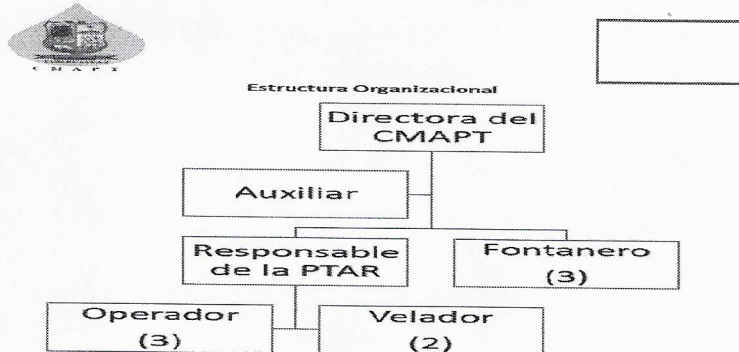 C M A P T
Estructura Organizacional
Directora del
CMAPT
Auxiliar
Responsable
de la PTAR
Fontanero
(3)
Operador
(3)
Velador
(2)